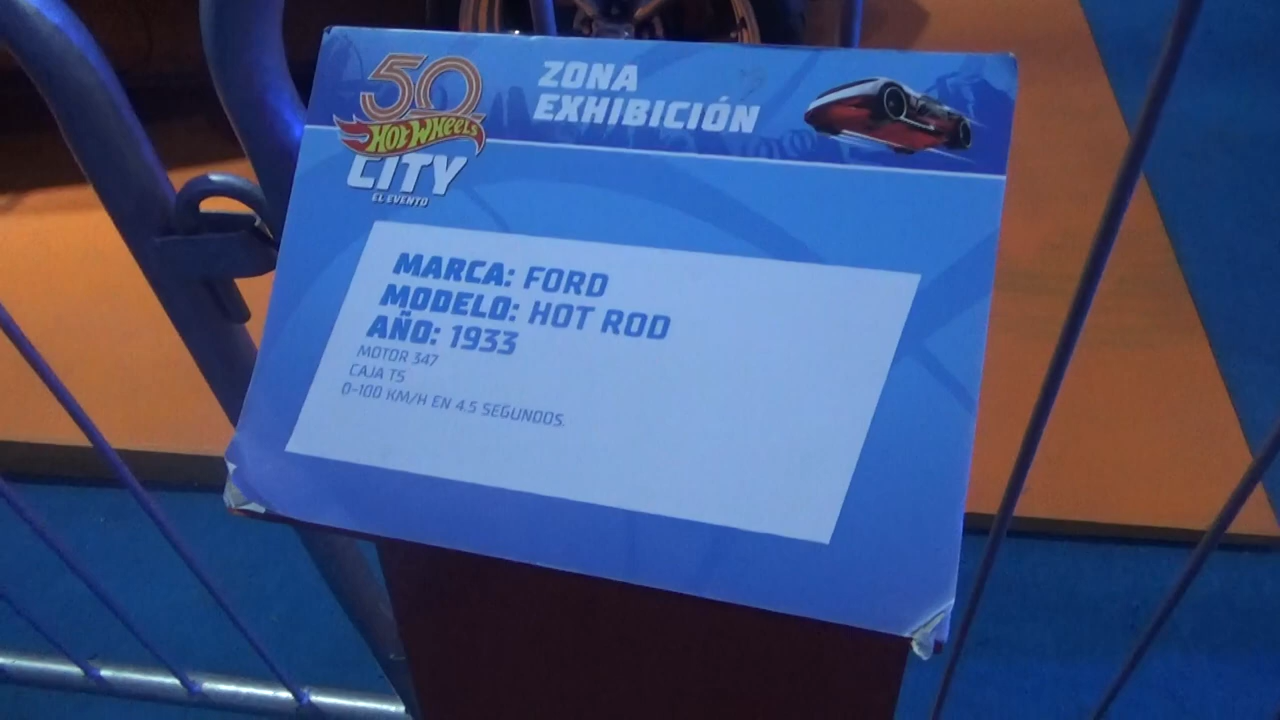 50
HOT WHEELS
CITY
EL EVENTO
ZONA
EXHIBICIÓN
MARCA: FORD
MODELO: HOT ROD
AÑO: 1933
MOTOR 347
CAJA T5
0-100 KM/H EN 4.5 SEGUNDOS.